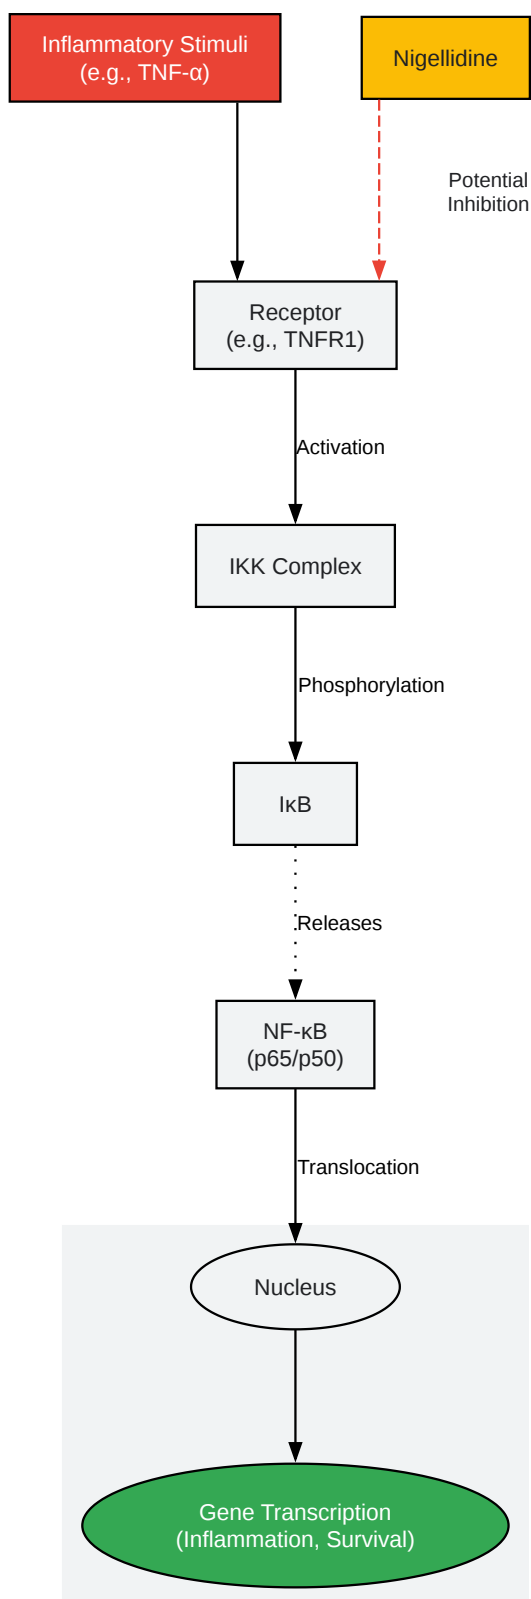 Inflammatory Stimuli
(e.g., TNF-α)
Nigellidine
Potential
Inhibition
Receptor
(e.g., TNFR1)
Activation
IKK Complex
Phosphorylation
IκB
Releases
NF-κB
(p65/p50)
Translocation
Nucleus
Gene Transcription
(Inflammation, Survival)